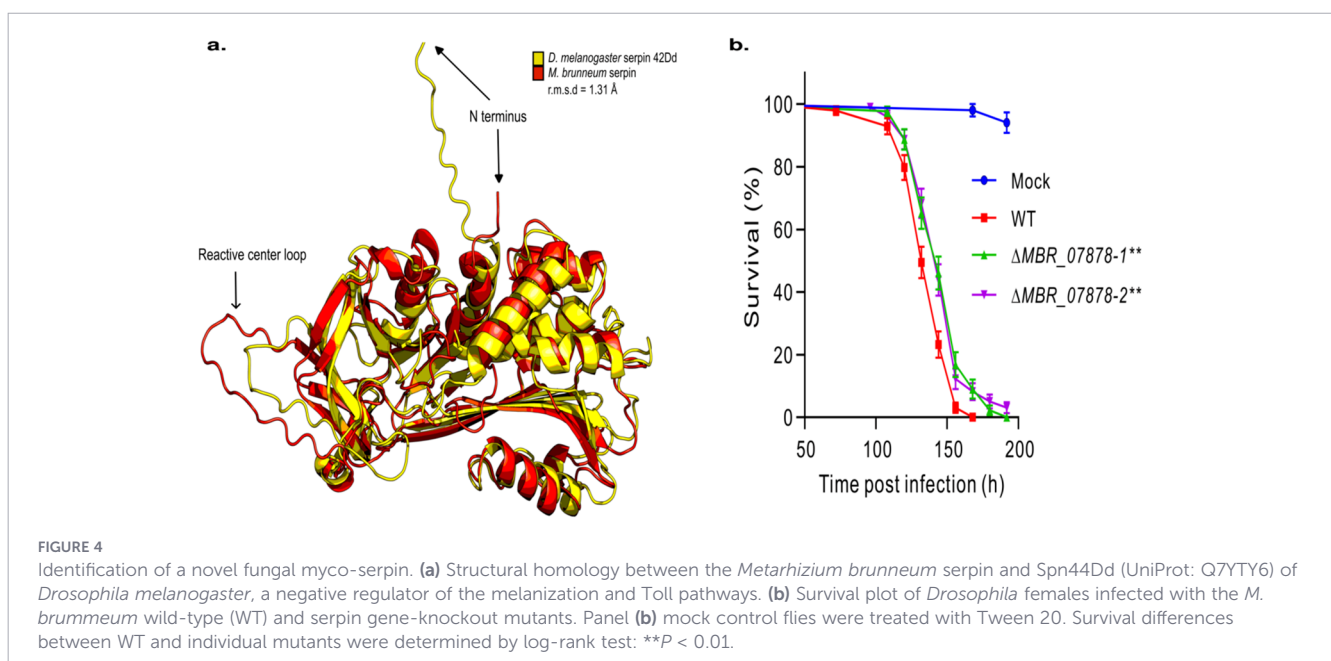 a.
D. melanogaster serpin 42Dd
M. brunneum serpin
r.m.s.d = 1.31 Å
N terminus
Reactive center loop
b.
100
80
60
40
20
0
Survival (%)
50
100
150
200
Time post infection (h)
Mock
WT
ΔMBR_07878-1**
ΔMBR_07878-2**
FIGURE 4
Identification of a novel fungal myco-serpin. (a) Structural homology between the Metarhizium brunneum serpin and Spn44Dd (UniProt: Q7YTY6) of
Drosophila melanogaster, a negative regulator of the melanization and Toll pathways. (b) Survival plot of Drosophila females infected with the M.
brummeum wild-type (WT) and serpin gene-knockout mutants. Panel (b) mock control flies were treated with Tween 20. Survival differences
between WT and individual mutants were determined by log-rank test: **P < 0.01.